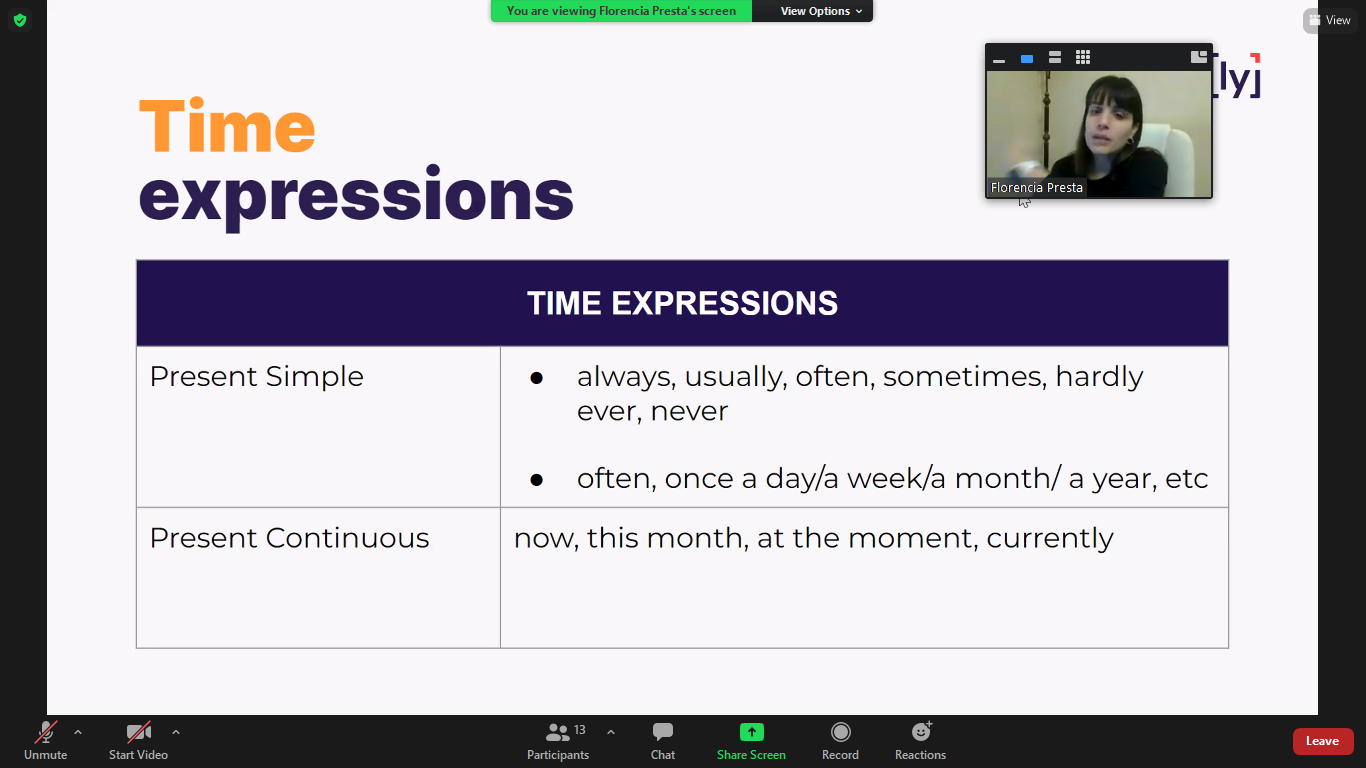 You are viewing Florencia Presta's screen
View Options
View
[ly]
Florencia Presta
Time
expressions
TIME EXPRESSIONS
Present Simple
● always, usually, often, sometimes, hardly
ever, never
● often, once a day/a week/a month/ a year, etc
Present Continuous
now, this month, at the moment, currently
Unmute
Start Video
Participants
13
Chat
Share Screen
Record
Reactions
Leave